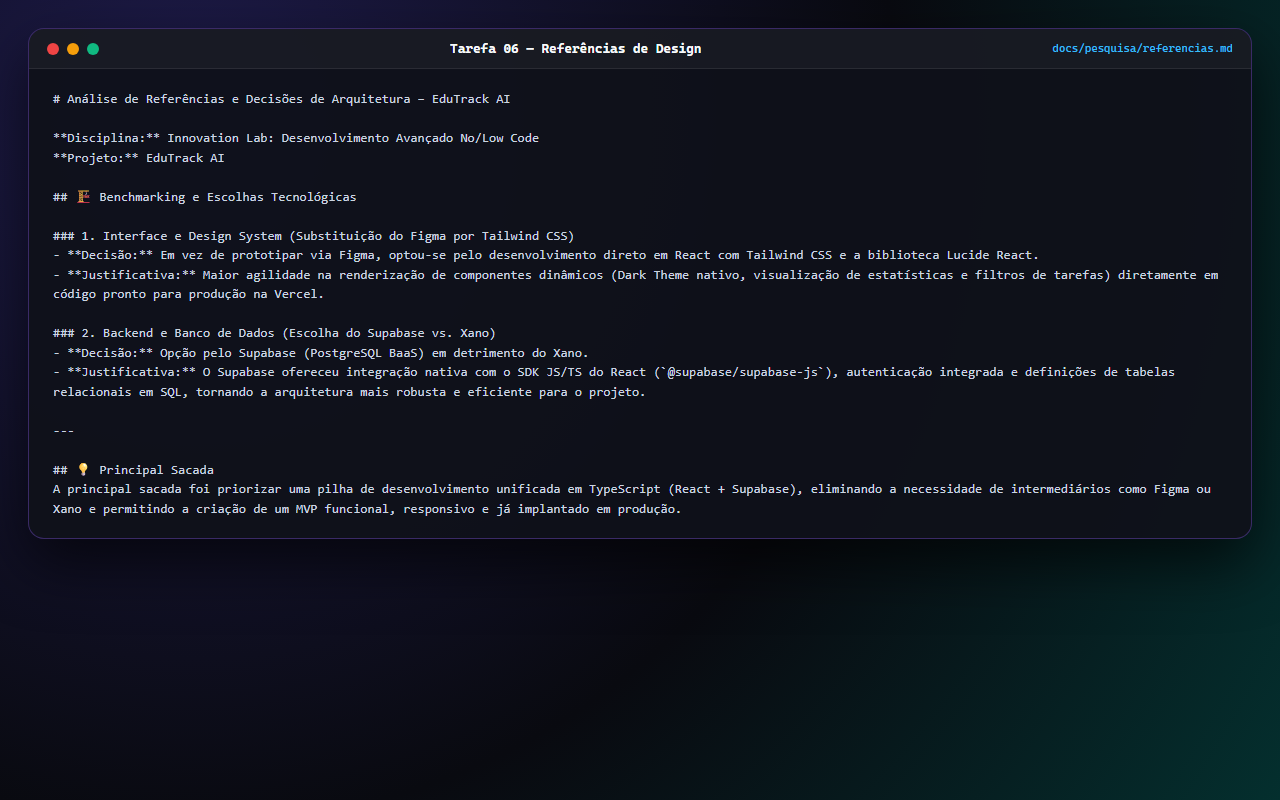 Tarefa 06 — Referências de Design
docs/pesquisa/referencias.md
# Análise de Referências e Decisões de Arquitetura – EduTrack AI
**Disciplina:** Innovation Lab: Desenvolvimento Avançado No/Low Code
**Projeto:** EduTrack AI
## 🏗️ Benchmarking e Escolhas Tecnológicas
### 1. Interface e Design System (Substituição do Figma por Tailwind CSS)
- **Decisão:** Em vez de prototipar via Figma, optou-se pelo desenvolvimento direto em React com Tailwind CSS e a biblioteca Lucide React.
- **Justificativa:** Maior agilidade na renderização de componentes dinâmicos (Dark Theme nativo, visualização de estatísticas e filtros de tarefas) diretamente em
código pronto para produção na Vercel.
### 2. Backend e Banco de Dados (Escolha do Supabase vs. Xano)
- **Decisão:** Opção pelo Supabase (PostgreSQL BaaS) em detrimento do Xano.
- **Justificativa:** O Supabase ofereceu integração nativa com o SDK JS/TS do React (`@supabase/supabase-js`), autenticação integrada e definições de tabelas
relacionais em SQL, tornando a arquitetura mais robusta e eficiente para o projeto.
---
## 💡 Principal Sacada
A principal sacada foi priorizar uma pilha de desenvolvimento unificada em TypeScript (React + Supabase), eliminando a necessidade de intermediários como Figma ou
Xano e permitindo a criação de um MVP funcional, responsivo e já implantado em produção.